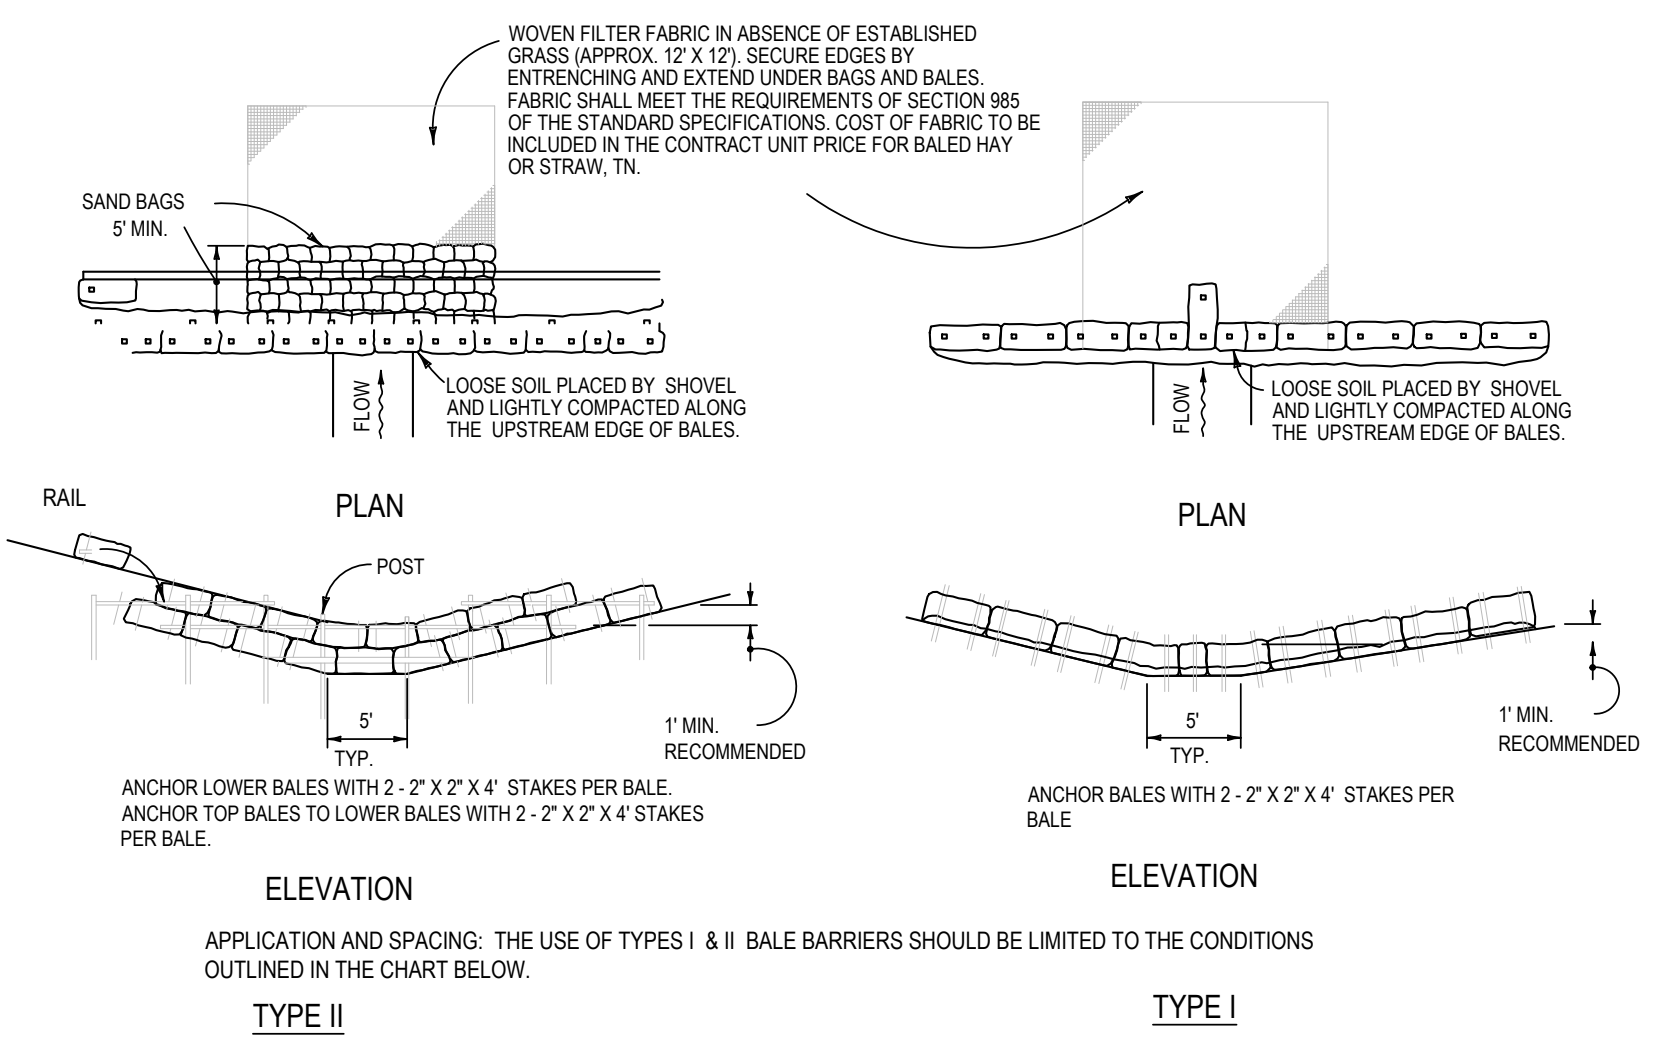 WOVEN FILTER FABRIC IN ABSENCE OF ESTABLISHED
GRASS (APPROX. 12' X 12'). SECURE EDGES BY
ENTRENCHING AND EXTEND UNDER BAGS AND BALES.
FABRIC SHALL MEET THE REQUIREMENTS OF SECTION 985
OF THE STANDARD SPECIFICATIONS. COST OF FABRIC TO BE
INCLUDED IN THE CONTRACT UNIT PRICE FOR BALED HAY
OR STRAW, TN.
SAND BAGS
5' MIN.
FLOW
LOOSE SOIL PLACED BY SHOVEL
AND LIGHTLY COMPACTED ALONG
THE UPSTREAM EDGE OF BALES.
PLAN
FLOW
LOOSE SOIL PLACED BY SHOVEL
AND LIGHTLY COMPACTED ALONG
THE UPSTREAM EDGE OF BALES.
PLAN
RAIL
POST
5'
TYP.
1' MIN.
RECOMMENDED
ANCHOR LOWER BALES WITH 2 - 2" X 2" X 4' STAKES PER BALE.
ANCHOR TOP BALES TO LOWER BALES WITH 2 - 2" X 2" X 4' STAKES
PER BALE.
ELEVATION
5'
TYP.
1' MIN.
RECOMMENDED
ANCHOR BALES WITH 2 - 2" X 2" X 4' STAKES PER
BALE
ELEVATION
APPLICATION AND SPACING: THE USE OF TYPES I & II BALE BARRIERS SHOULD BE LIMITED TO THE CONDITIONS
OUTLINED IN THE CHART BELOW.
TYPE II
TYPE I